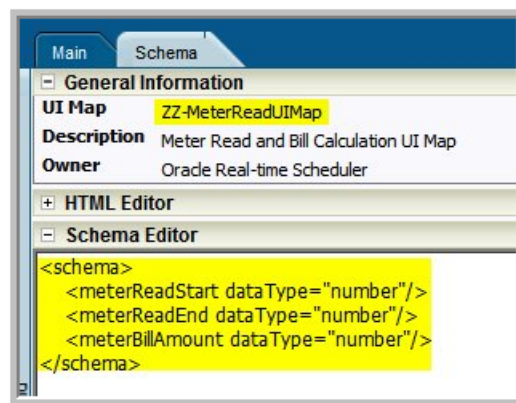 Main Schema
General Information
UI Map ZZ-MeterReadUIMap
Description Meter Read and Bill Calculation UI Map
Owner Oracle Real-time Scheduler
HTML Editor
Schema Editor
<schema>
<meterReadStart dataType="number"/>
<meterReadEnd dataType="number"/>
<meterBillAmount dataType="number"/>
</schema>